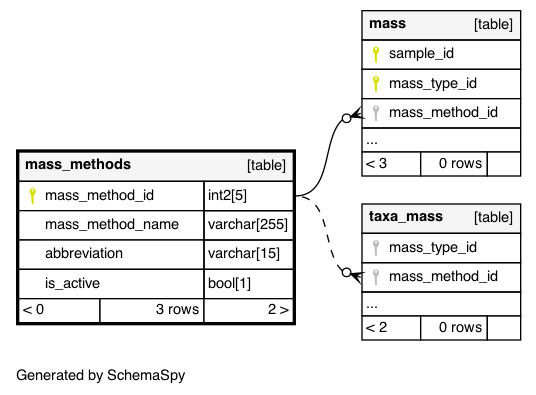 mass_methods [table]
mass_method_id int2[5]
mass_method_name varchar[255]
abbreviation varchar[15]
is_active bool[1]
< 0 3 rows 2 >
mass [table]
sample_id
mass_type_id
mass_method_id
...
< 3 0 rows
taxa_mass [table]
mass_type_id
mass_method_id
...
< 2 0 rows
Generated by SchemaSpy